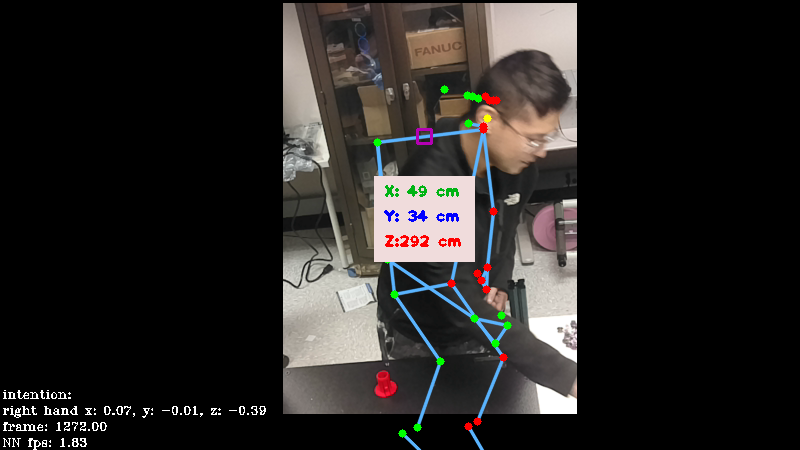 FANUC
X: 49 cm
Y: 34 cm
Z:292 cm
intention:
right hand x: 0.07, y: -0.01, z: -0.39
frame: 1272.00
NN fps: 1.83